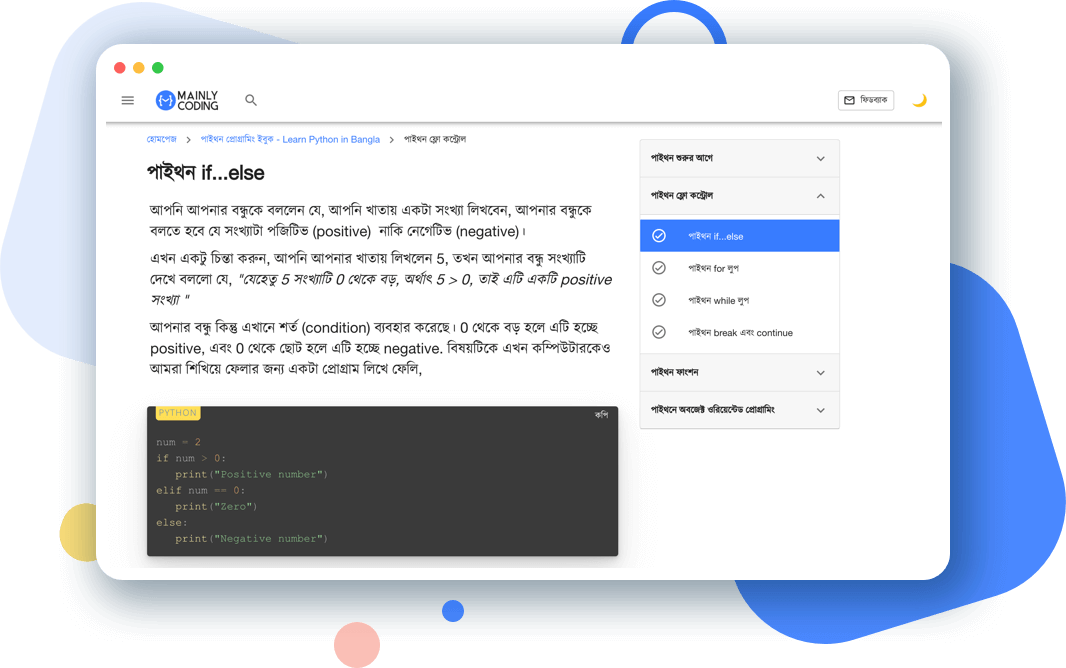 MAINLY
CODING
ফিডব্যাক
হোমপেজ > পাইথন প্রোগ্রামিং ইবুক - Learn Python in Bangla > পাইথন ফ্লো কন্ট্রোল
পাইথন if...else
আপনি আপনার বন্ধুকে বললেন যে, আপনি খাতায় একটা সংখ্যা লিখবেন, আপনার বন্ধুকে
বলতে হবে যে সংখ্যাটা পজিটিভ (positive) নাকি নেগেটিভ (negative)।
এখন একটু চিন্তা করুন, আপনি আপনার খাতায় লিখলেন 5, তখন আপনার বন্ধু সংখ্যাটি
দেখে বললো যে, "যেহেতু 5 সংখ্যাটি 0 থেকে বড়, অর্থাৎ 5 > 0, তাই এটি একটি positive
সংখ্যা "
আপনার বন্ধু কিন্তু এখানে শর্ত (condition) ব্যবহার করেছে। 0 থেকে বড় হলে এটি হচ্ছে
positive, এবং 0 থেকে ছোট হলে এটি হচ্ছে negative. বিষয়টিকে এখন কম্পিউটারকেও
আমরা শিখিয়ে ফেলার জন্য একটা প্রোগ্রাম লিখে ফেলি,
PYTHON
কপি
num = 2
if num > 0:
   print("Positive number")
elif num == 0:
   print("Zero")
else:
   print("Negative number")
পাইথন শুরুর আগে
পাইথন ফ্লো কন্ট্রোল
পাইথন if...else
পাইথন for লুপ
পাইথন while লুপ
পাইথন break এবং continue
পাইথন ফাংশন
পাইথনে অবজেক্ট ওরিয়েন্টেড প্রোগ্রামিং